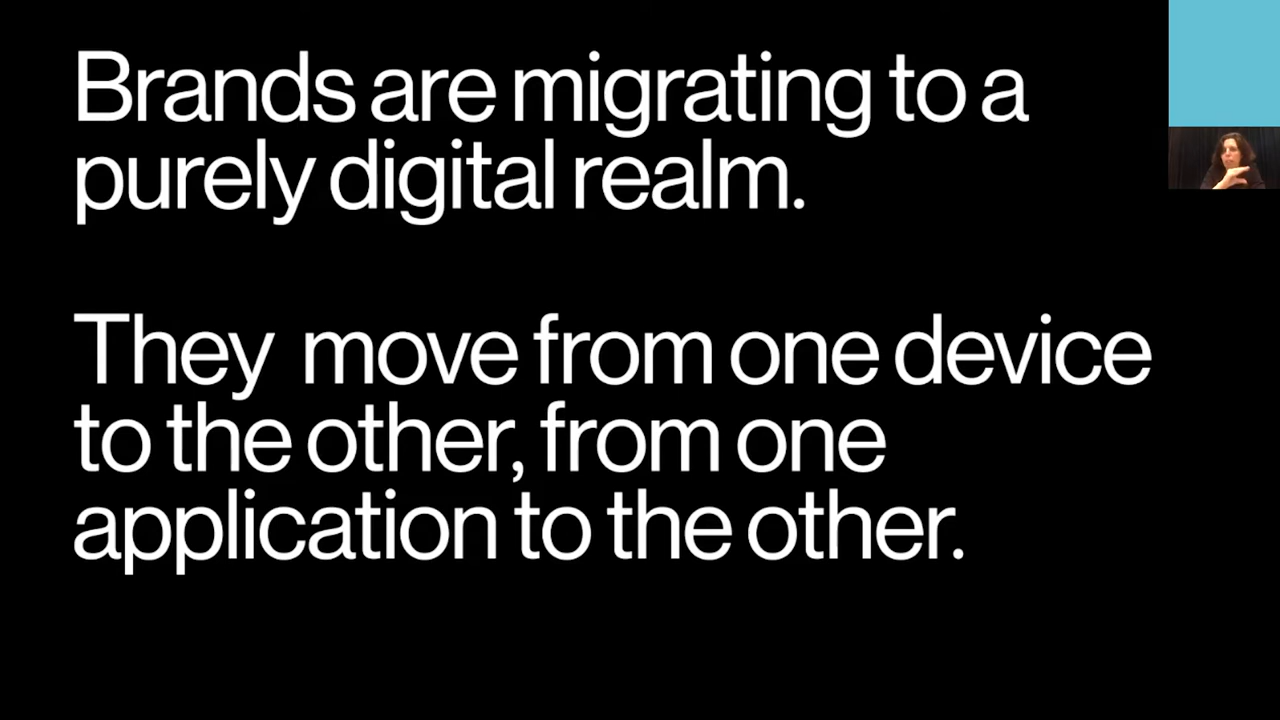 Brands are migrating to a
purely digital realm.
They move from one device
to the other, from one
application to the other.